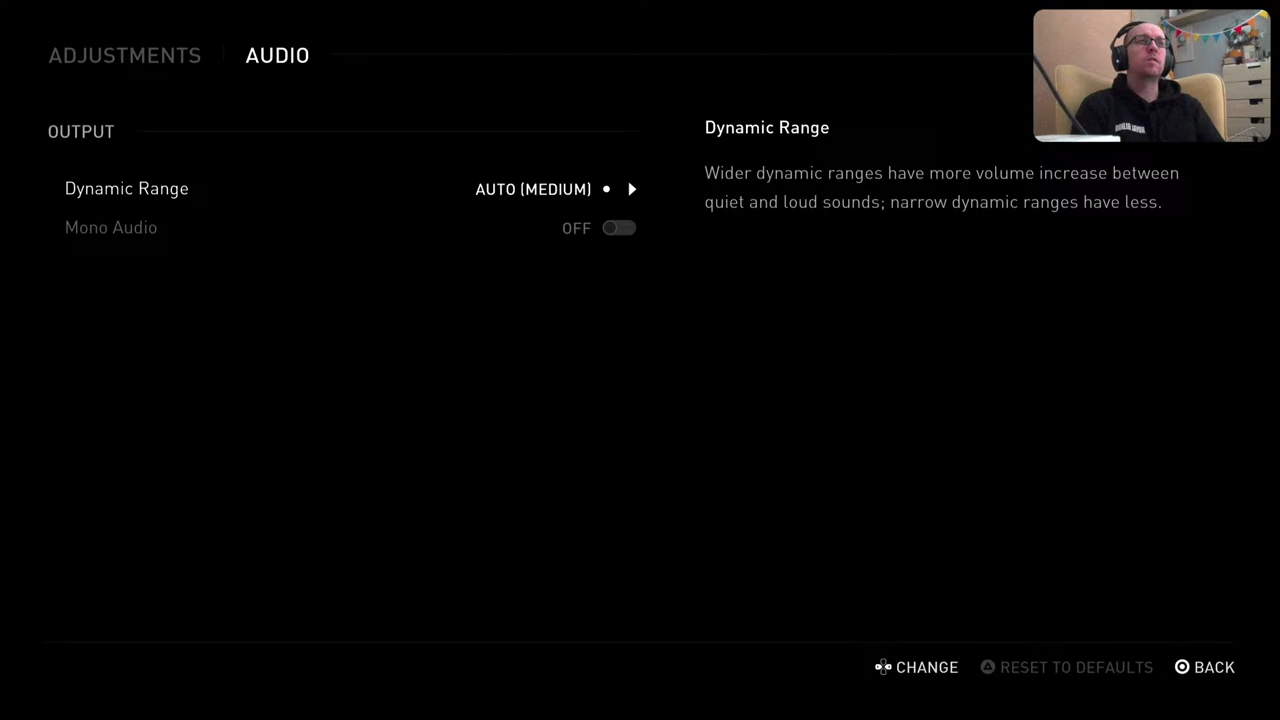 ADJUSTMENTS
AUDIO
OUTPUT
Dynamic Range
AUTO (MEDIUM)
Mono Audio
OFF
Dynamic Range
Wider dynamic ranges have more volume increase between
quiet and loud sounds; narrow dynamic ranges have less.
CHANGE
RESET TO DEFAULTS
BACK